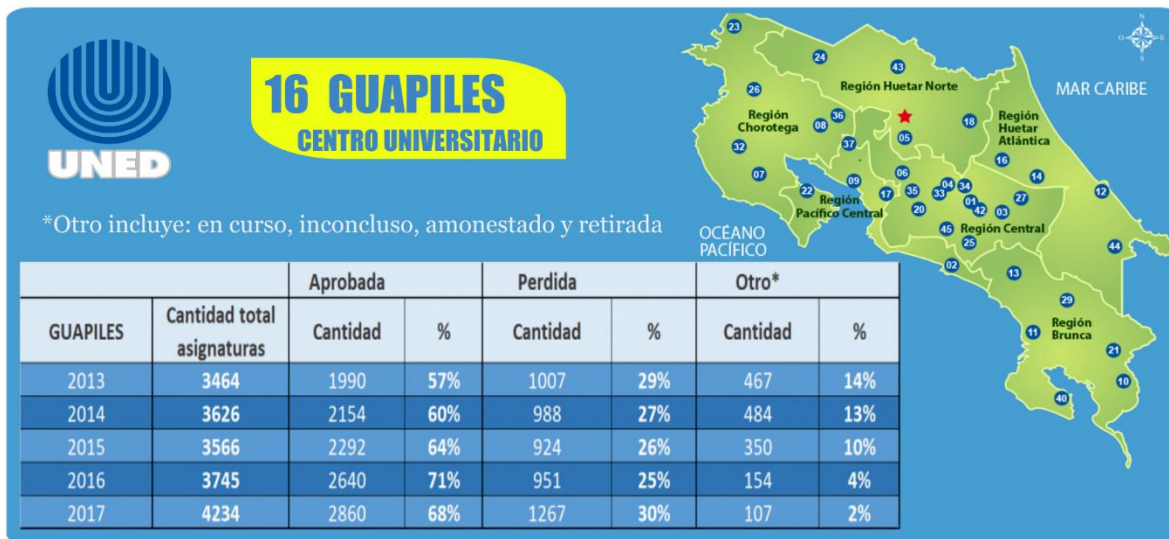 UNED
16 GUAPILES
CENTRO UNIVERSITARIO
*Otro incluye: en curso, inconcluso, amonestado y retirada
Aprobada Perdida Otro*
GUAPILES Cantidad total asignaturas Cantidad % Cantidad % Cantidad %
2013 3464 1990 57% 1007 29% 467 14%
2014 3626 2154 60% 988 27% 484 13%
2015 3566 2292 64% 924 26% 350 10%
2016 3745 2640 71% 951 25% 154 4%
2017 4234 2860 68% 1267 30% 107 2%
23
24
43
Región Huetar Norte
MAR CARIBE
26
Región
Chorotega
36
08
18
Región
Huetar
Atlántica
05
32
37
16
07
06
14
22
09
17
35
33
04
34
01
42
27
03
12
Región
Pacífico Central
20
45
Región Central
25
44
OCÉANO
PACÍFICO
02
13
29
Región
Brunca
11
21
10
40
N
O
E
S